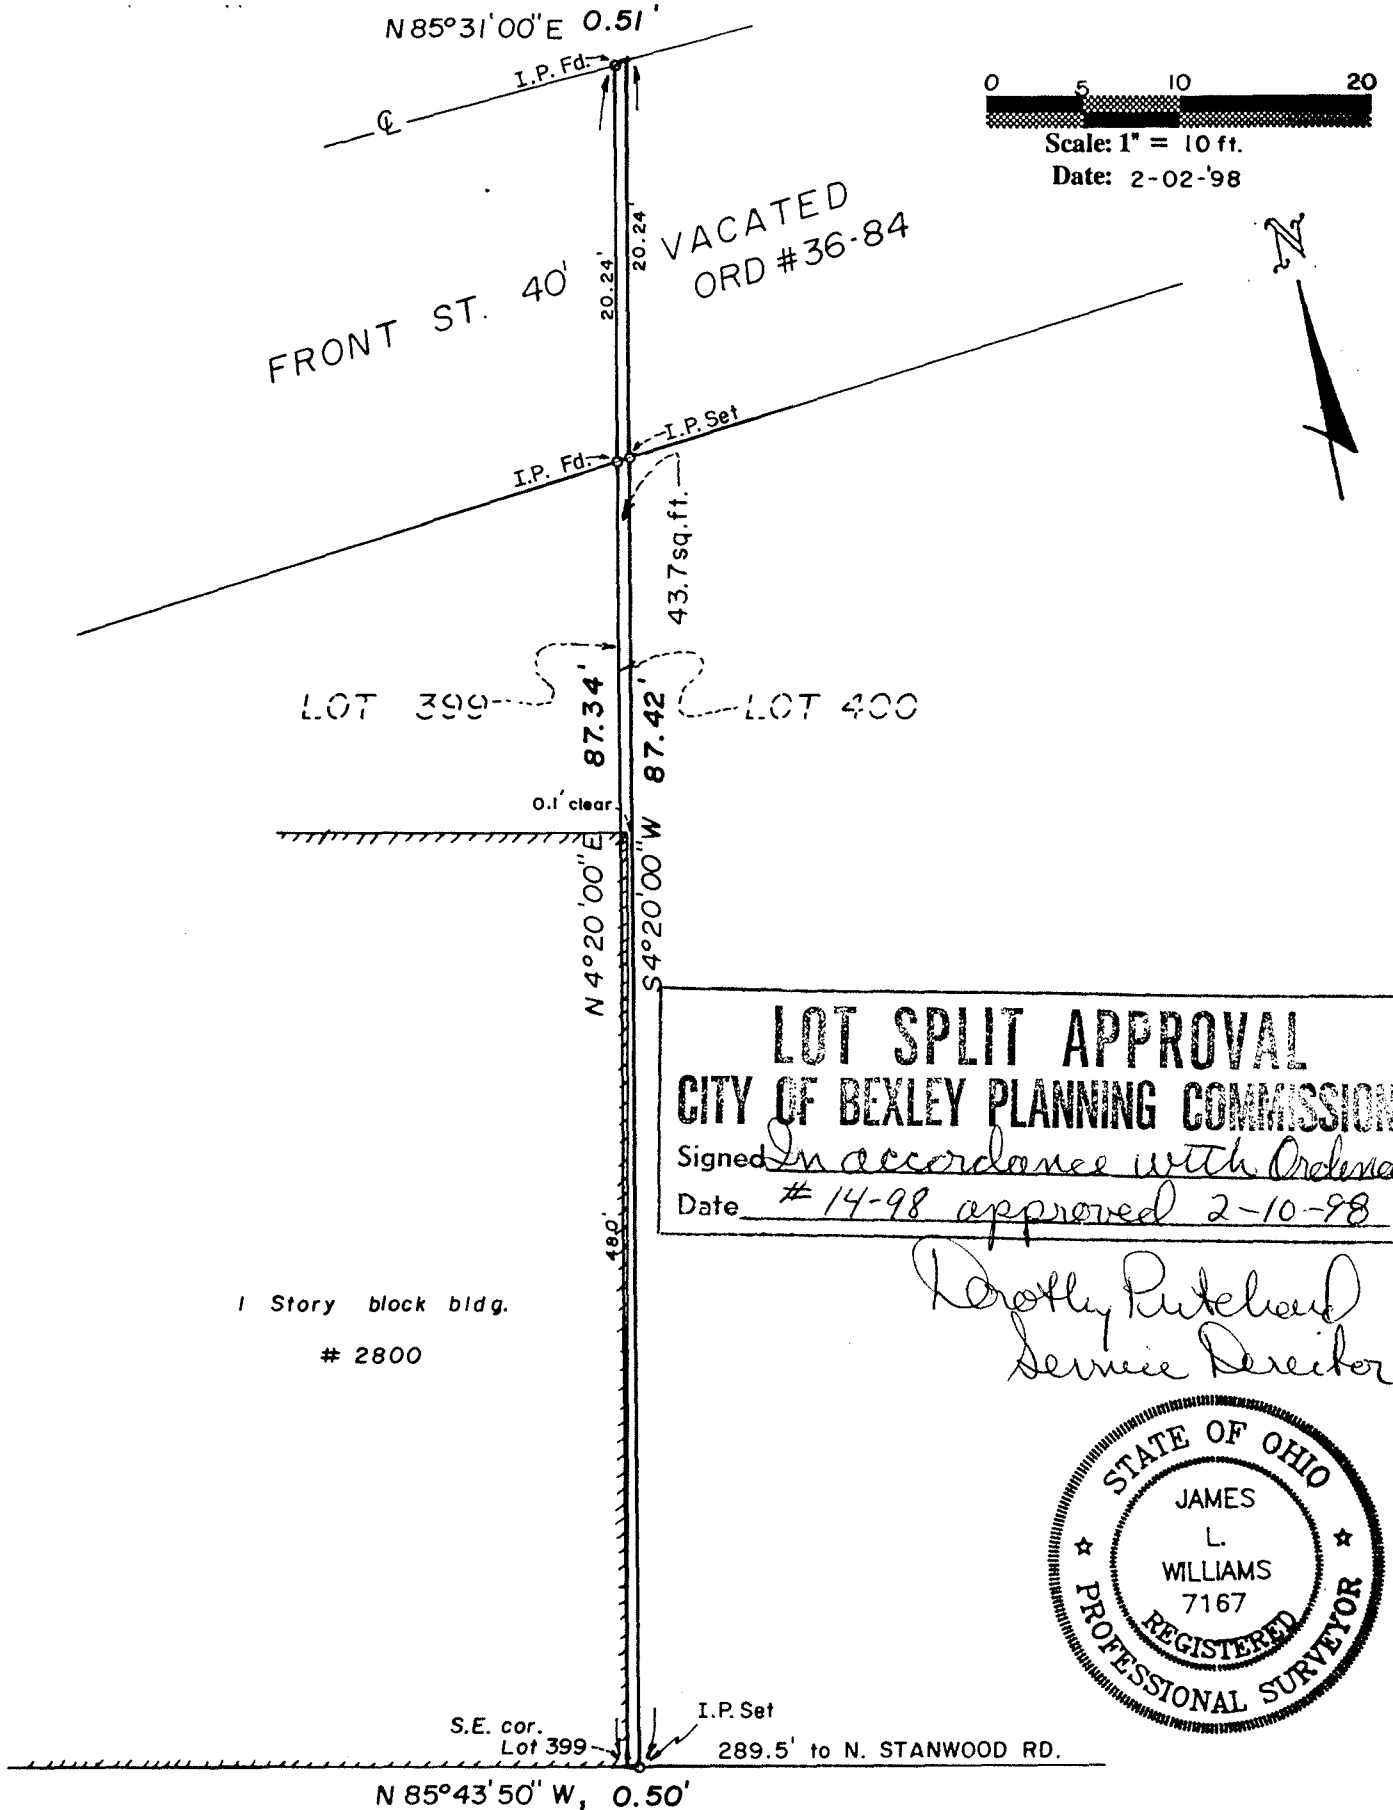 N 85°31'00" E 0.51'
I.P. Fd.
℄
0 5 10 20
Scale: 1" = 10 ft.
Date: 2-02-'98
N
VACATED
ORD #36-84
FRONT ST. 40'
20.24'
20.24'
I.P. Set
I.P. Fd.
43.7 sq.ft.
LOT 399
87.34'
87.42'
LOT 400
0.1' clear
N 4°20'00" E
S 4°20'00" W
LOT SPLIT APPROVAL
CITY OF BEXLEY PLANNING COMMISSION
Signed In accordance with Ordina
Date # 14-98 approved 2-10-98
Dorothy Pritchard
Service Director
48.0'
1 Story block bldg.
# 2800
STATE OF OHIO
JAMES
L.
WILLIAMS
7167
REGISTERED
PROFESSIONAL SURVEYOR
I.P. Set
S.E. cor.
Lot 399
289.5' to N. STANWOOD RD.
N 85°43'50" W, 0.50'